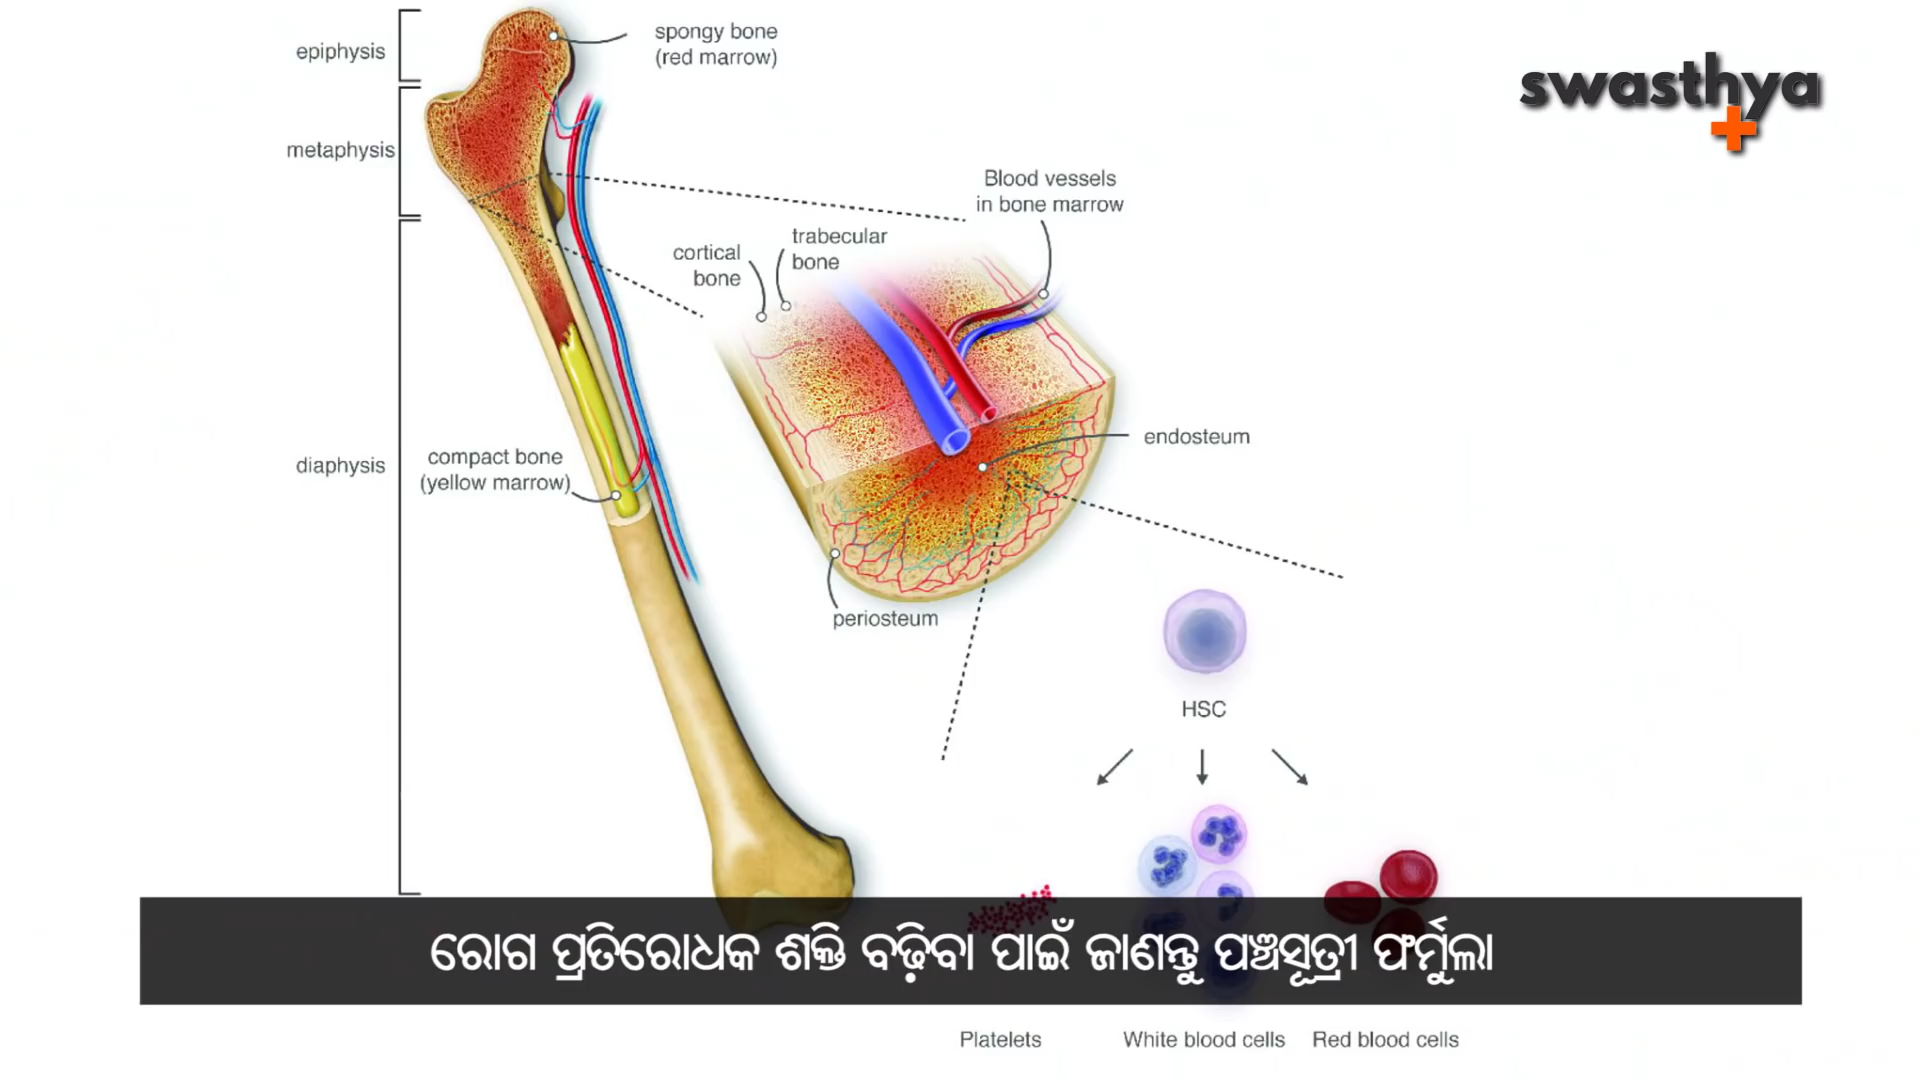 epiphysis
spongy bone
(red marrow)
swasthya
metaphysis
Blood vessels
in bone marrow
trabecular
bone
cortical
bone
endosteum
diaphysis
compact bone
(yellow marrow)
periosteum
HSC
ରୋଗ ପ୍ରତିରୋଧକ ଶକ୍ତି ବଢ଼ିବା ପାଇଁ ଜାଣନ୍ତୁ ପଞ୍ଚସୂତ୍ରୀ ଫର୍ମୁଲା
Platelets
White blood cells
Red blood cells